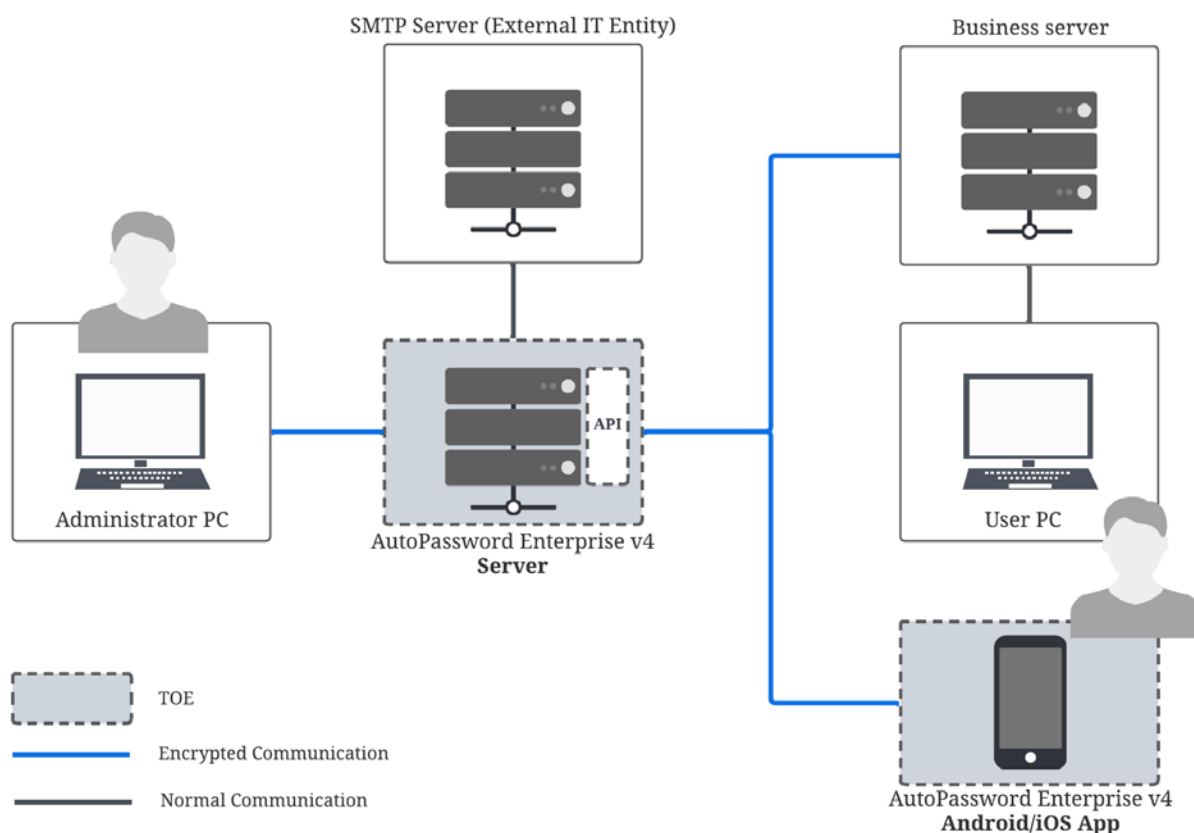 SMTP Server (External IT Entity)
Business server
API
Administrator PC
User PC
AutoPassword Enterprise v4
Server
TOE
Encrypted Communication
Normal Communication
AutoPassword Enterprise v4
Android/iOS App